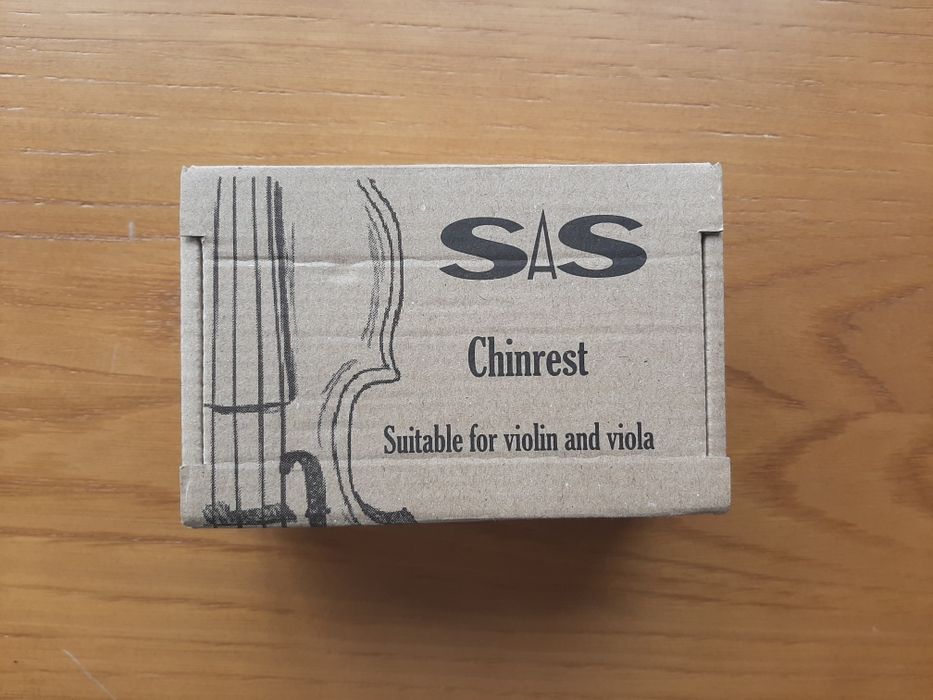 SAS
Chinrest
Suitable for violin and viola